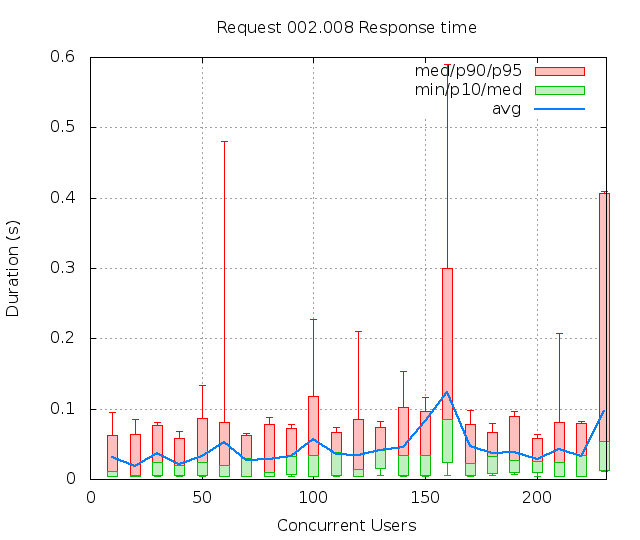 Request 002.008 Response time
0.6
0.5
0.4
0.3
0.2
0.1
0
med/p90/p95
min/p10/med
avg
0 50 100 150 200
Duration (s)
Concurrent Users